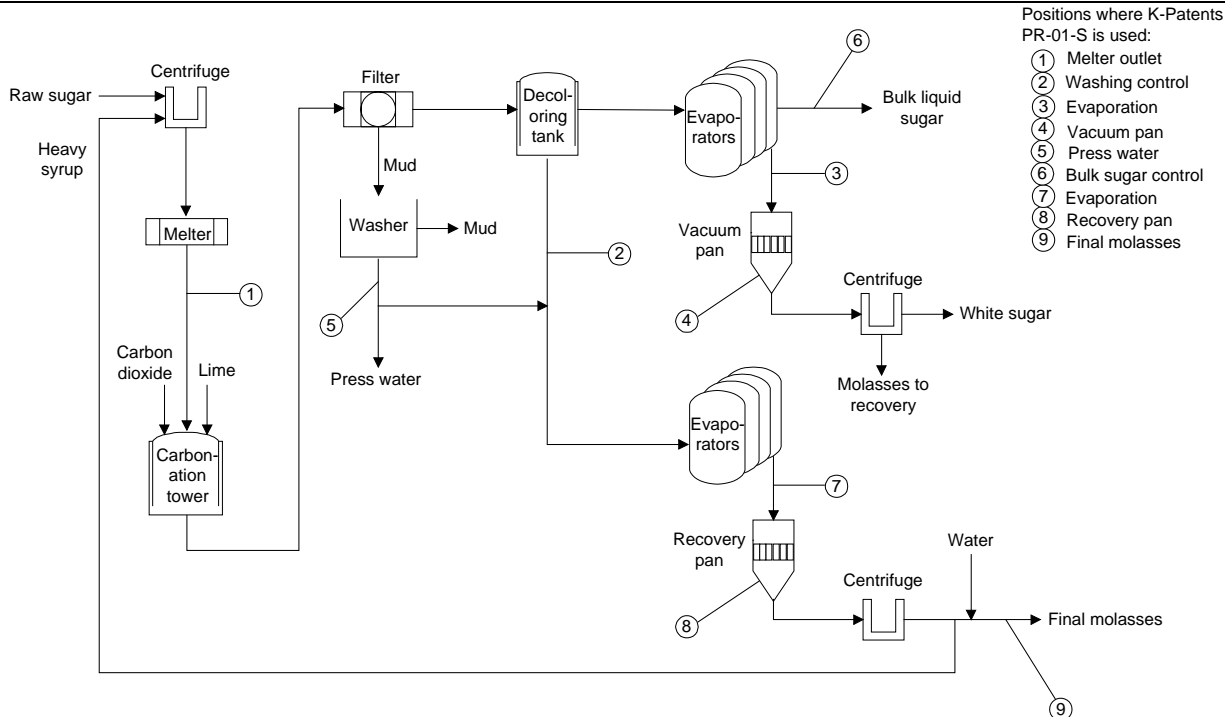 Positions where K-Patents
PR-01-S is used:
1 Melter outlet
2 Washing control
3 Evaporation
4 Vacuum pan
5 Press water
6 Bulk sugar control
7 Evaporation
8 Recovery pan
9 Final molasses
Centrifuge
Raw sugar
Heavy
syrup
Melter
1
Carbon
dioxide
Lime
Carbon-
ation
tower
Filter
Mud
Washer
Mud
5
Press water
Decol-
oring
tank
2
Evapo-
rators
6
Bulk liquid
sugar
3
Vacuum
pan
4
Centrifuge
White sugar
Molasses to
recovery
Evapo-
rators
7
Recovery
pan
8
Centrifuge
Water
Final molasses
9